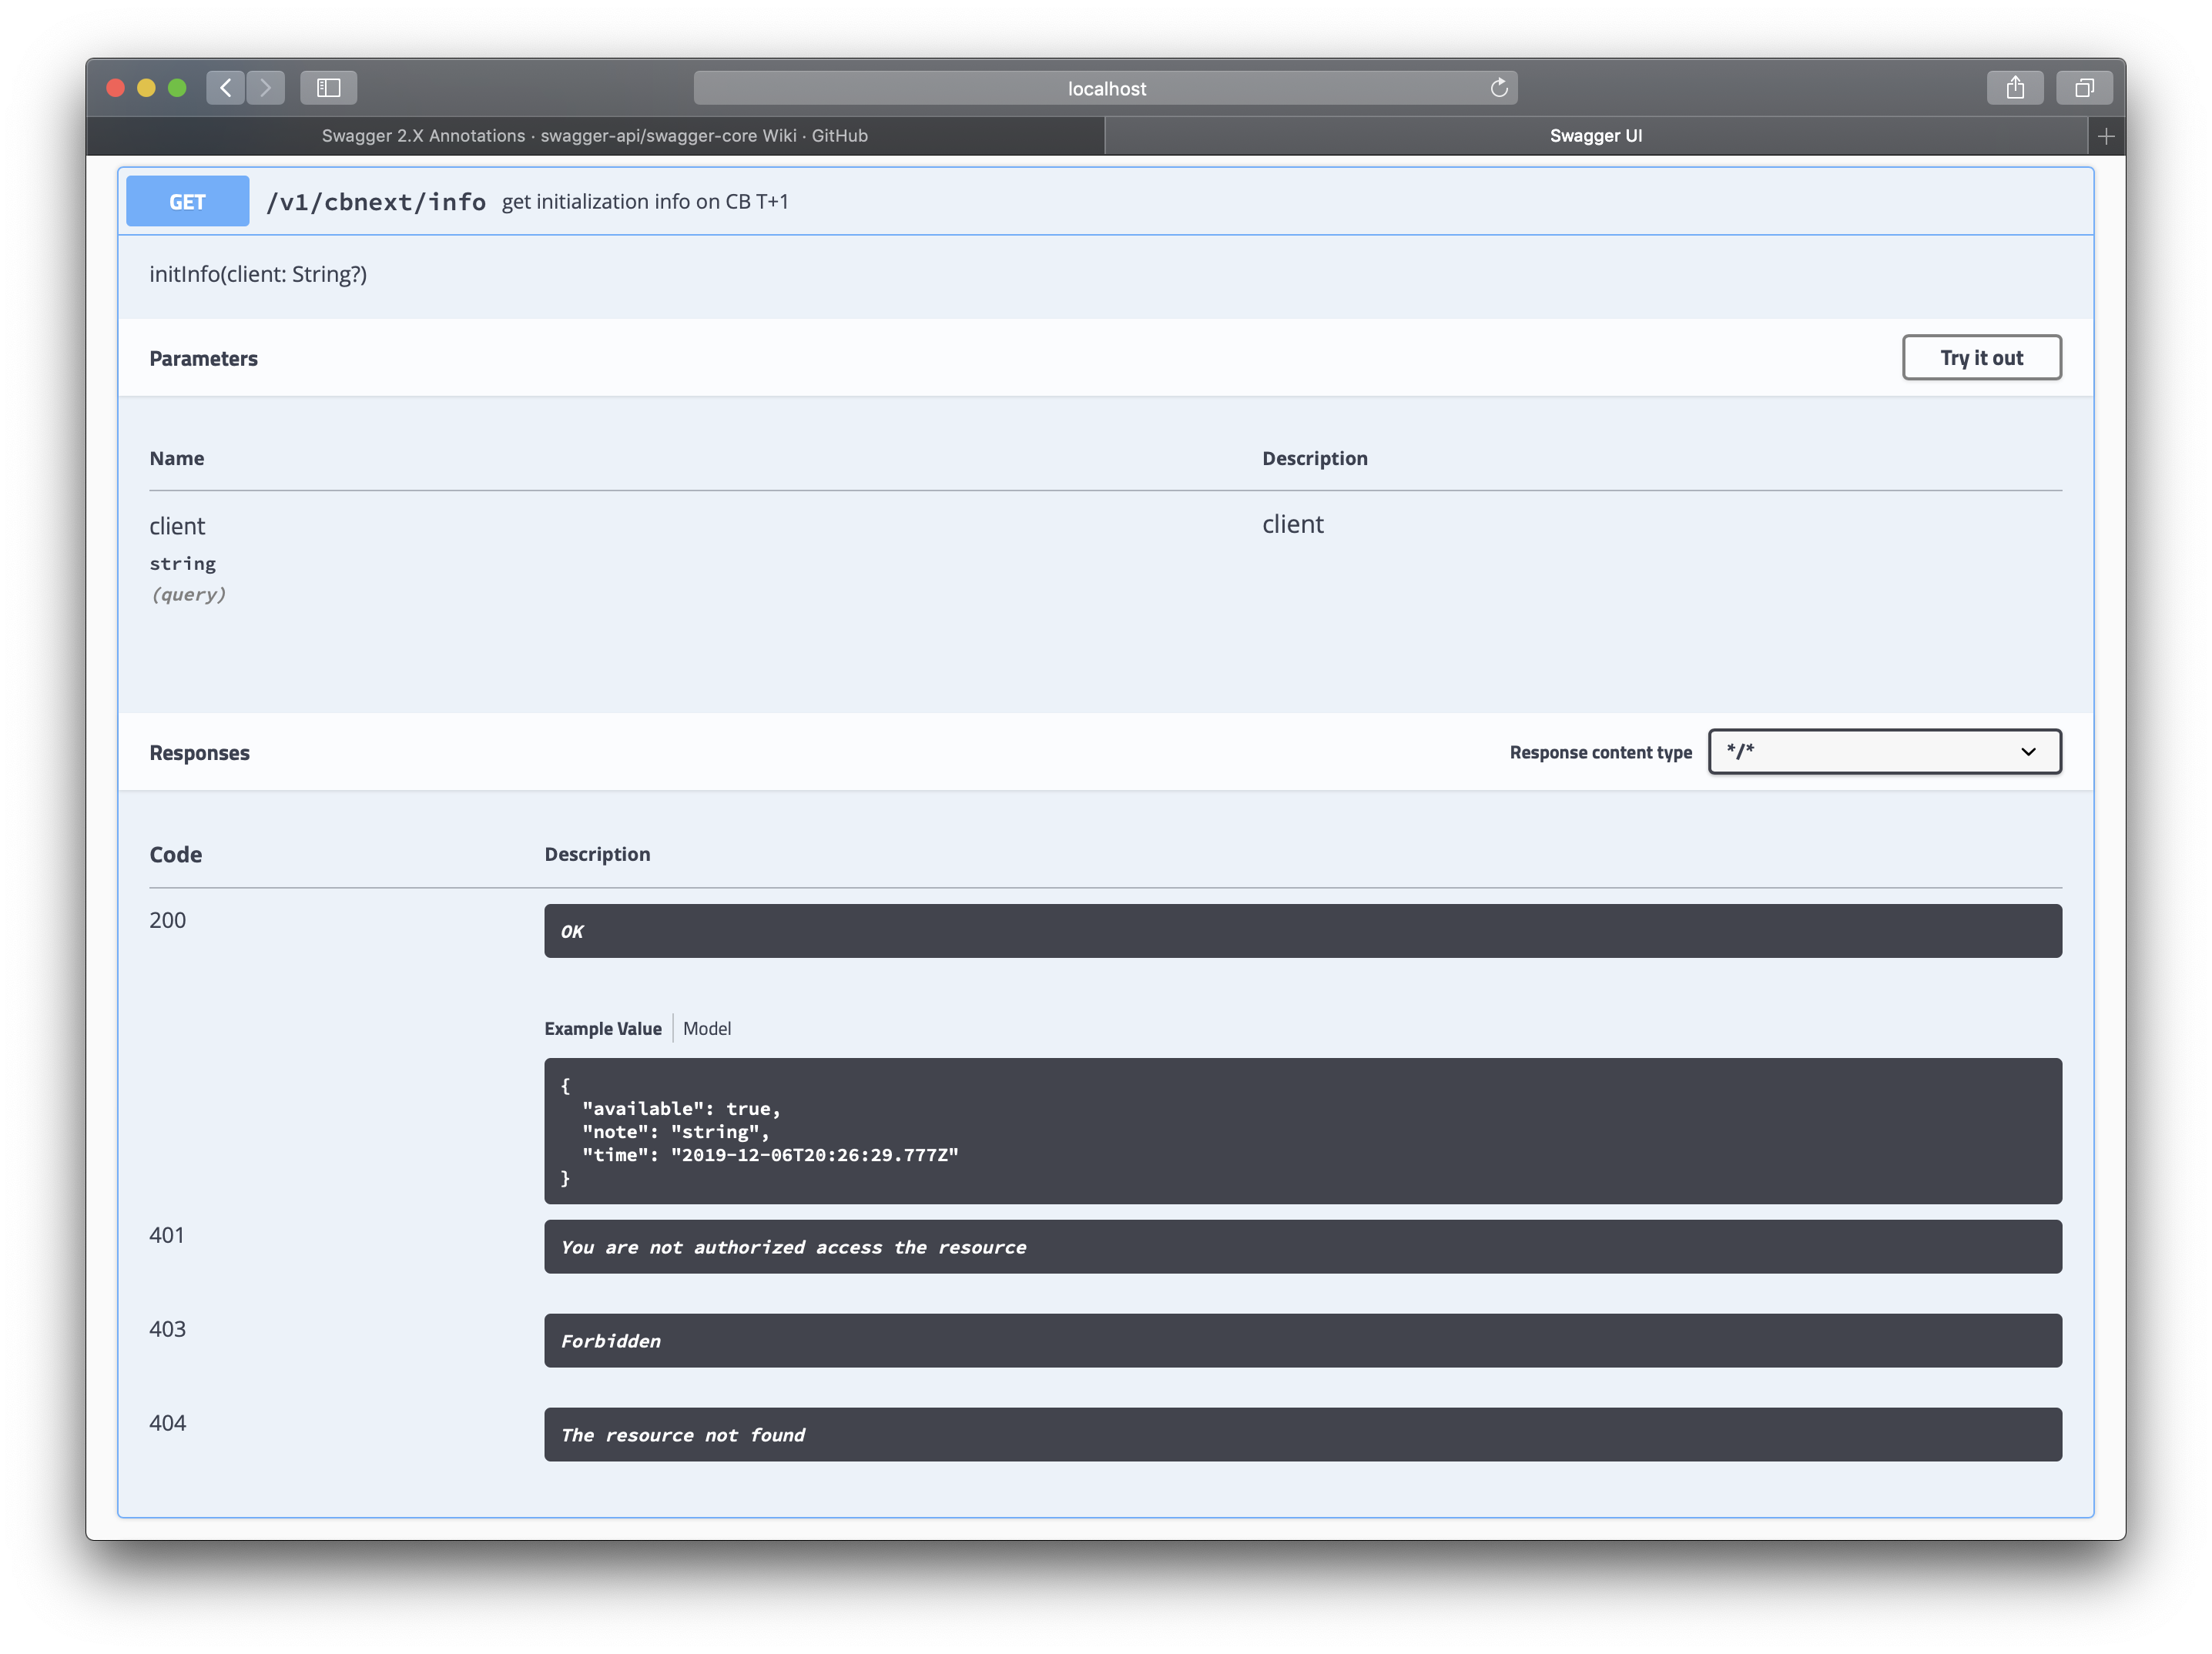 localhost
Swagger 2.X Annotations · swagger-api/swagger-core Wiki · GitHub
Swagger UI
GET /v1/cbnext/info get initialization info on CB T+1
initInfo(client: String?)
Parameters
Try it out
Name Description
client client
string
(query)
Responses
Response content type */*
Code Description
200 OK
Example Value Model
{
"available": true,
"note": "string",
"time": "2019-12-06T20:26:29.777Z"
}
401 You are not authorized access the resource
403 Forbidden
404 The resource not found